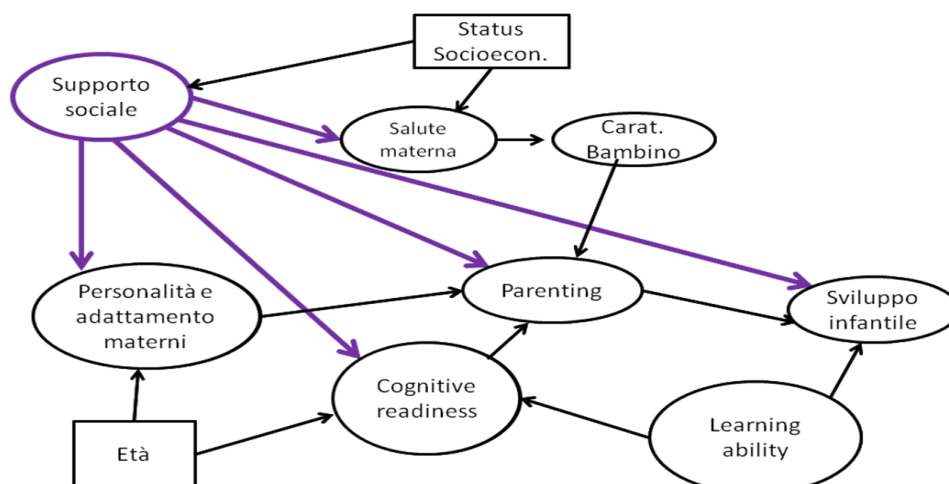 Status
Socioecon.
Supporto
sociale
Salute
materna
Carat.
Bambino
Personalità e
adattamento
materni
Parenting
Sviluppo
infantile
Cognitive
readiness
Learning
ability
Età